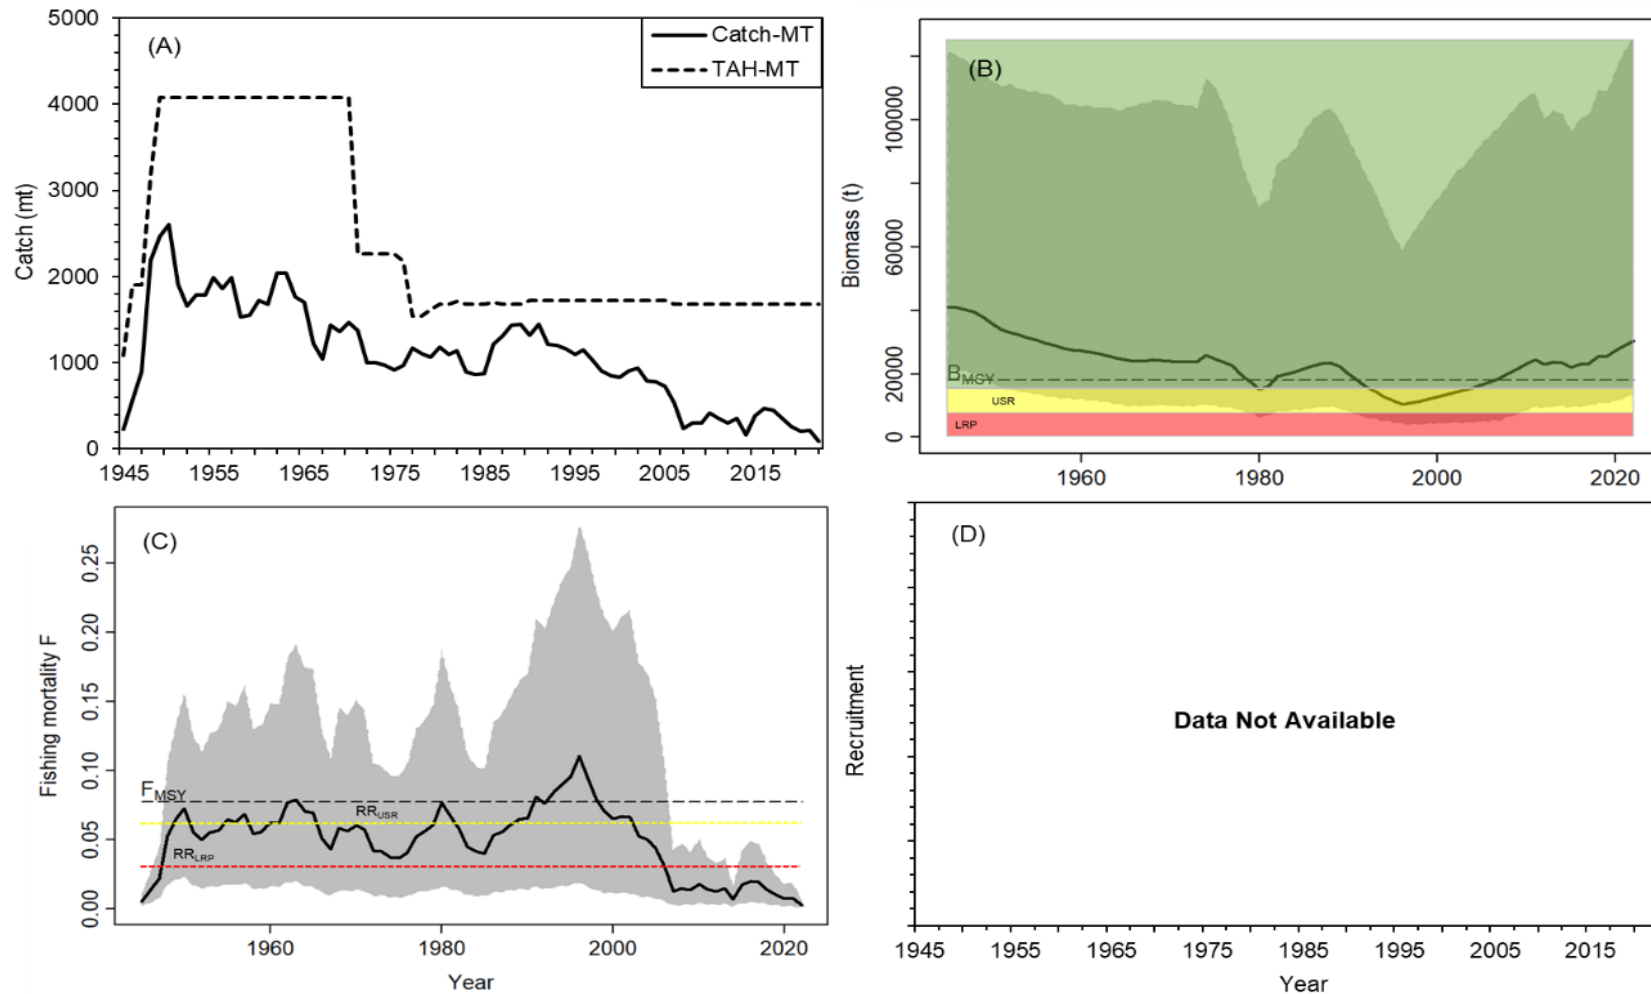 (A)
Catch-MT
TAH-MT
5000
4000
3000
2000
1000
0
Catch (mt)
1945
1955
1965
1975
1985
1995
2005
2015
(B)
100000
60000
20000
0
Biomass (t)
BMSY
USR
LRP
1960
1980
2000
2020
(C)
0.25
0.20
0.15
0.10
0.05
0.00
Fishing mortality F
FMSY
RRUSR
RRLRP
1960
1980
2000
2020
Year
(D)
Recruitment
Data Not Available
1945
1955
1965
1975
1985
1995
2005
2015
Year